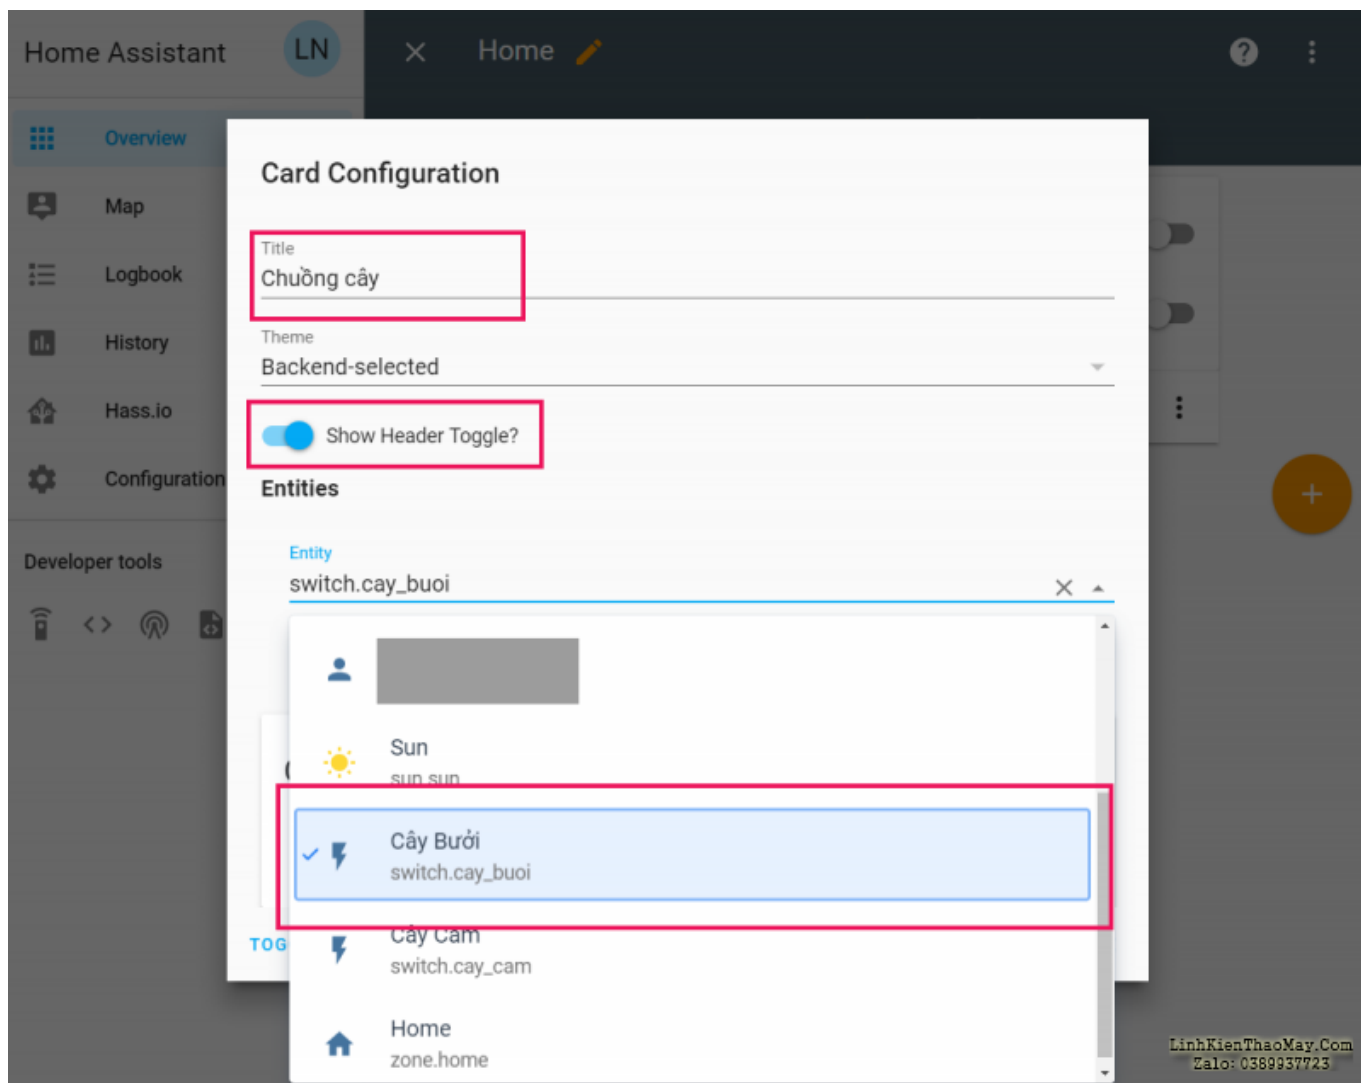 Home Assistant
LN
Home
Overview
Map
Logbook
History
Hass.io
Configuration
Developer tools
Card Configuration
Title
Chuồng cây
Theme
Backend-selected
Show Header Toggle?
Entities
Entity
switch.cay_buoi
Sun
sun.sun
Cây Bưởi
switch.cay_buoi
Cây Cam
switch.cay_cam
Home
zone.home
TOG
LinhKienThaoMay.Com
Zalo: 0389937723